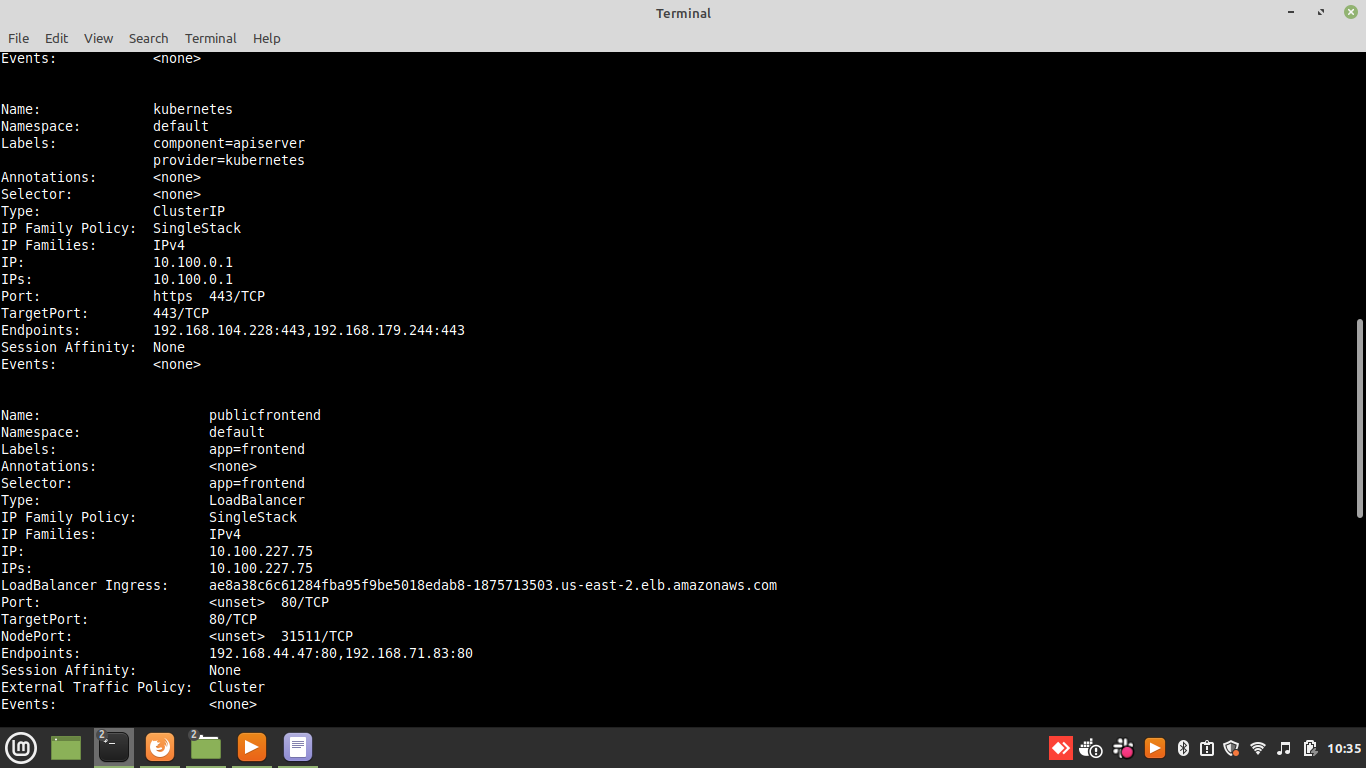 Terminal
File Edit View Search Terminal Help
Events: <none>
Name: kubernetes
Namespace: default
Labels: component=apiserver
provider=kubernetes
Annotations: <none>
Selector: <none>
Type: ClusterIP
IP Family Policy: SingleStack
IP Families: IPv4
IP: 10.100.0.1
IPs: 10.100.0.1
Port: https 443/TCP
TargetPort: 443/TCP
Endpoints: 192.168.104.228:443,192.168.179.244:443
Session Affinity: None
Events: <none>
Name: publicfrontend
Namespace: default
Labels: app=frontend
Annotations: <none>
Selector: app=frontend
Type: LoadBalancer
IP Family Policy: SingleStack
IP Families: IPv4
IP: 10.100.227.75
IPs: 10.100.227.75
LoadBalancer Ingress: ae8a38c6c61284fba95f9be5018edab8-1875713503.us-east-2.elb.amazonaws.com
Port: <unset> 80/TCP
TargetPort: 80/TCP
NodePort: <unset> 31511/TCP
Endpoints: 192.168.44.47:80,192.168.71.83:80
Session Affinity: None
External Traffic Policy: Cluster
Events: <none>
2 2 10:35